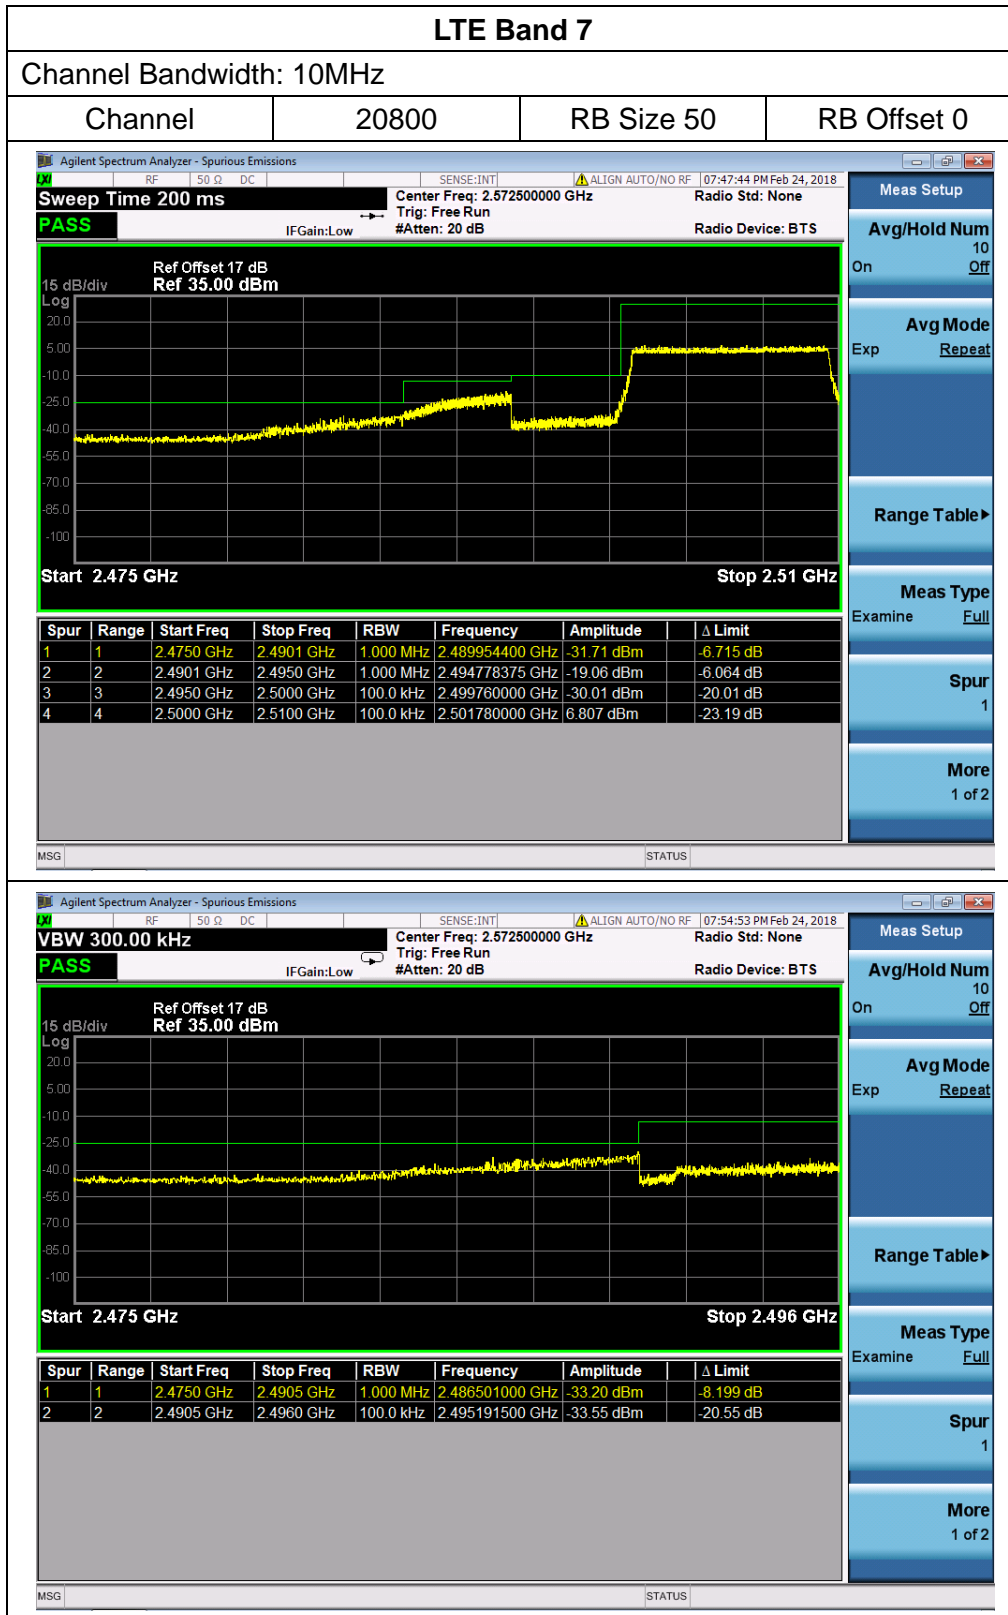 LTE Band 7
Channel Bandwidth: 10MHz
Channel 20800 RB Size 50 RB Offset 0
Agilent Spectrum Analyzer - Spurious Emissions
LXI RF 50 Ω DC SENSE:INT ALIGN AUTO/NO RF 07:47:44 PM Feb 24, 2018
Sweep Time 200 ms Center Freq: 2.572500000 GHz Radio Std: None
Trig: Free Run
PASS IFGain:Low #Atten: 20 dB Radio Device: BTS
Ref Offset 17 dB
15 dB/div Ref 35.00 dBm
Log
20.0
5.00
-10.0
-25.0
-40.0
-55.0
-70.0
-85.0
-100
Start 2.475 GHz Stop 2.51 GHz
Spur Range Start Freq Stop Freq RBW Frequency Amplitude Δ Limit
1 1 2.4750 GHz 2.4901 GHz 1.000 MHz 2.489954400 GHz -31.71 dBm -6.715 dB
2 2 2.4901 GHz 2.4950 GHz 1.000 MHz 2.494778375 GHz -19.06 dBm -6.064 dB
3 3 2.4950 GHz 2.5000 GHz 100.0 kHz 2.499760000 GHz -30.01 dBm -20.01 dB
4 4 2.5000 GHz 2.5100 GHz 100.0 kHz 2.501780000 GHz 6.807 dBm -23.19 dB
MSG STATUS
Meas Setup
Avg/Hold Num
10
On Off
Avg Mode
Exp Repeat
Range Table
Meas Type
Examine Full
Spur
1
More
1 of 2
Agilent Spectrum Analyzer - Spurious Emissions
LXI RF 50 Ω DC SENSE:INT ALIGN AUTO/NO RF 07:54:53 PM Feb 24, 2018
VBW 300.00 kHz Center Freq: 2.572500000 GHz Radio Std: None
Trig: Free Run
PASS IFGain:Low #Atten: 20 dB Radio Device: BTS
Ref Offset 17 dB
15 dB/div Ref 35.00 dBm
Log
20.0
5.00
-10.0
-25.0
-40.0
-55.0
-70.0
-85.0
-100
Start 2.475 GHz Stop 2.496 GHz
Spur Range Start Freq Stop Freq RBW Frequency Amplitude Δ Limit
1 1 2.4750 GHz 2.4905 GHz 1.000 MHz 2.486501000 GHz -33.20 dBm -8.199 dB
2 2 2.4905 GHz 2.4960 GHz 100.0 kHz 2.495191500 GHz -33.55 dBm -20.55 dB
MSG STATUS
Meas Setup
Avg/Hold Num
10
On Off
Avg Mode
Exp Repeat
Range Table
Meas Type
Examine Full
Spur
1
More
1 of 2